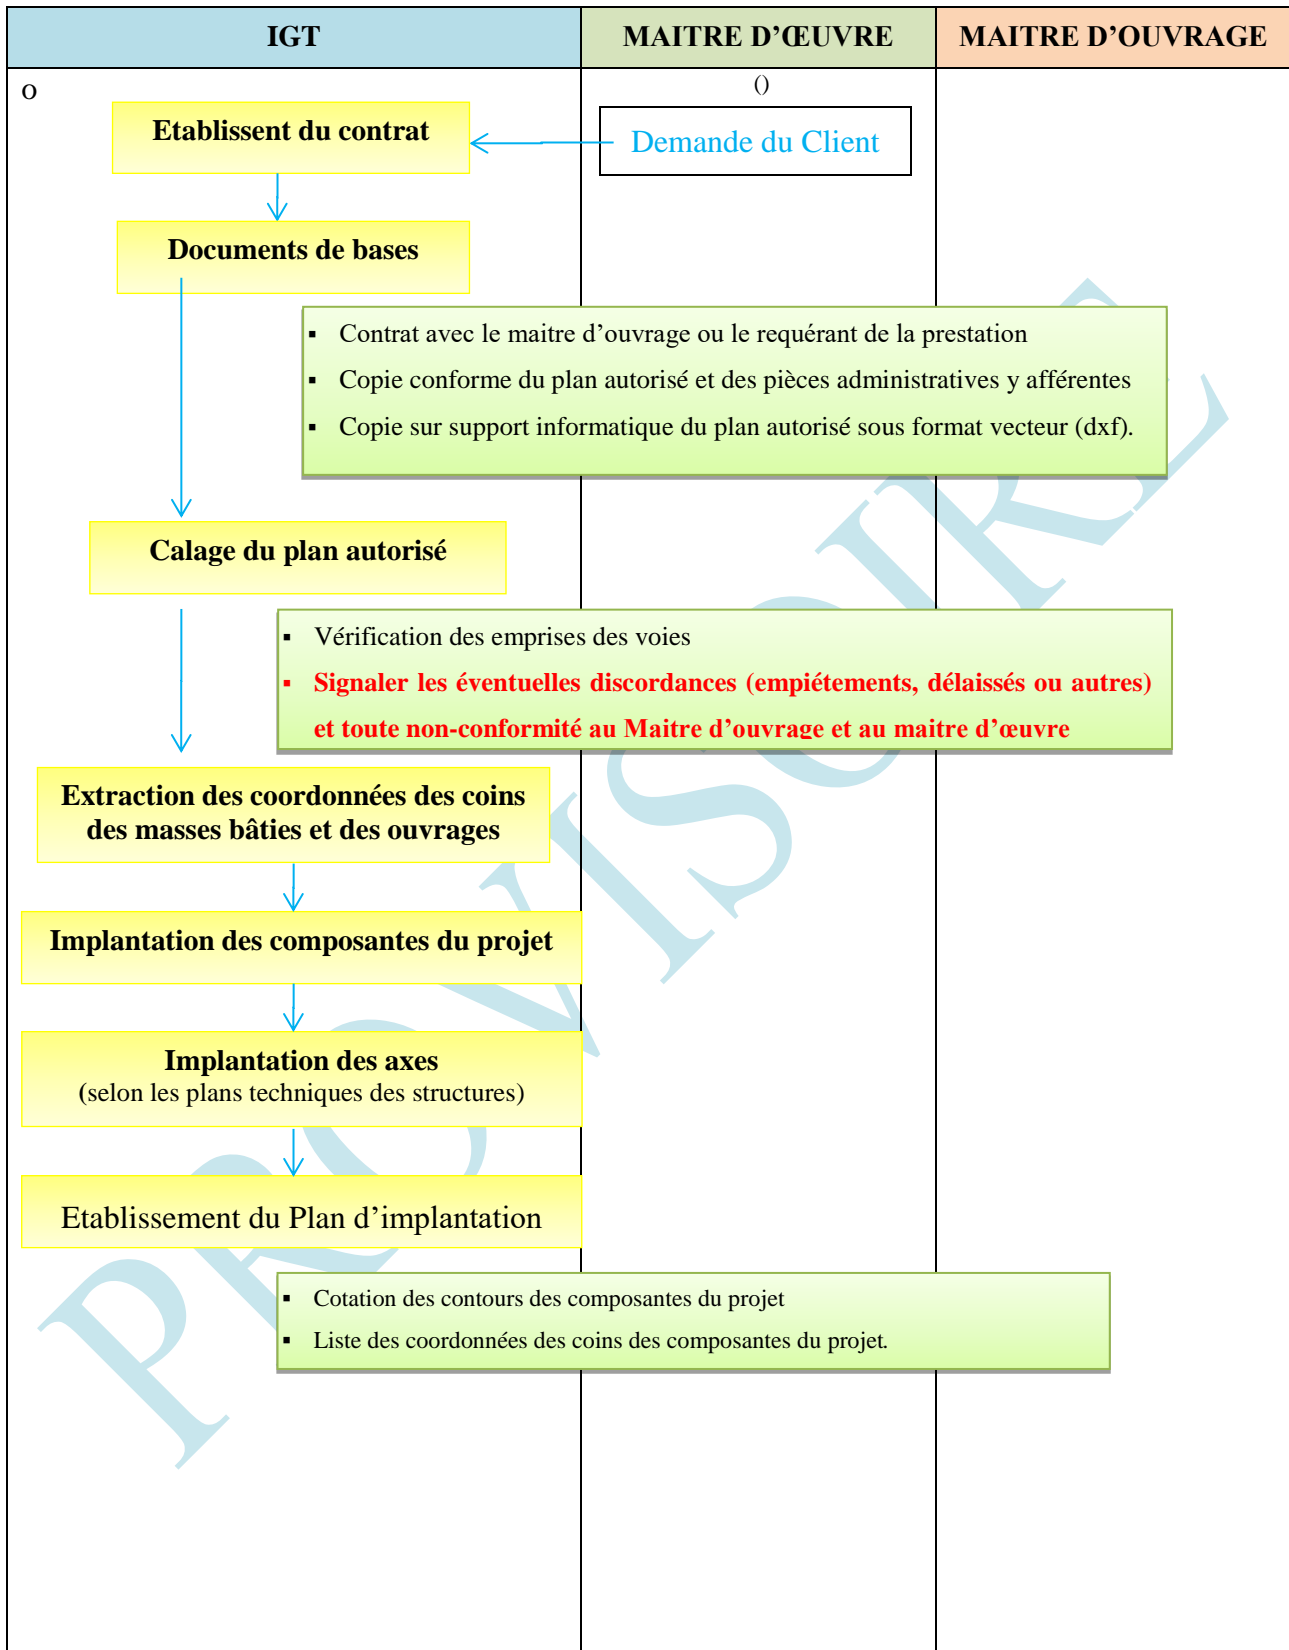 IGT
MAITRE D’ŒUVRE
MAITRE D’OUVRAGE
o
()
Etablissent du contrat
Demande du Client
Documents de bases
▪ Contrat avec le maitre d’ouvrage ou le requérant de la prestation
▪ Copie conforme du plan autorisé et des pièces administratives y afférentes
▪ Copie sur support informatique du plan autorisé sous format vecteur (dxf).
Calage du plan autorisé
▪ Vérification des emprises des voies
▪ Signaler les éventuelles discordances (empiétements, délaissés ou autres)
et toute non-conformité au Maitre d’ouvrage et au maitre d’œuvre
Extraction des coordonnées des coins
des masses bâties et des ouvrages
Implantation des composantes du projet
Implantation des axes
(selon les plans techniques des structures)
Etablissement du Plan d’implantation
▪ Cotation des contours des composantes du projet
▪ Liste des coordonnées des coins des composantes du projet.
PROVISOIRE